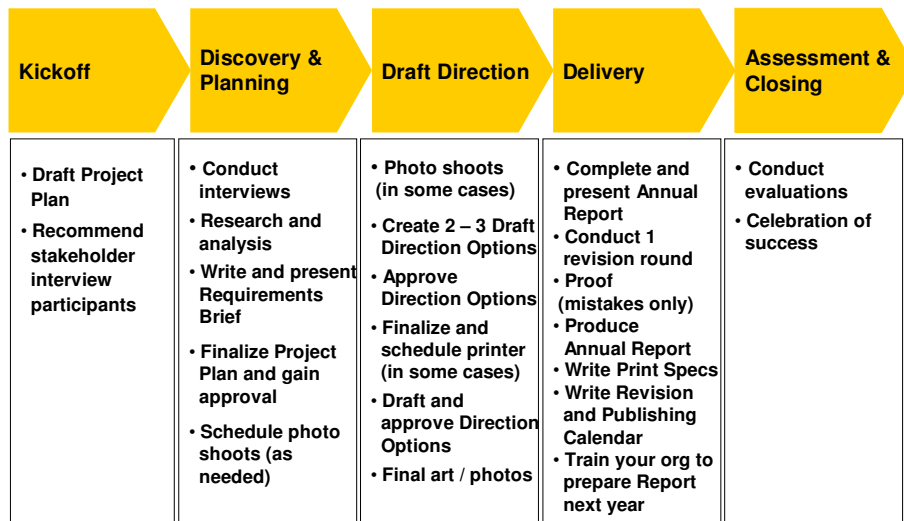 Kickoff
Discovery &
Planning
Draft Direction
Delivery
Assessment &
Closing
• Draft Project
Plan
• Recommend
stakeholder
interview
participants
• Conduct
interviews
• Research and
analysis
• Write and present
Requirements
Brief
• Finalize Project
Plan and gain
approval
• Schedule photo
shoots (as
needed)
• Photo shoots
(in some cases)
• Create 2 – 3 Draft
Direction Options
• Approve
Direction Options
• Finalize and
schedule printer
(in some cases)
• Draft and
approve Direction
Options
• Final art / photos
• Complete and
present Annual
Report
• Conduct 1
revision round
• Proof
(mistakes only)
• Produce
Annual Report
• Write Print Specs
• Write Revision
and Publishing
Calendar
• Train your org to
prepare Report
next year
• Conduct
evaluations
• Celebration of
success